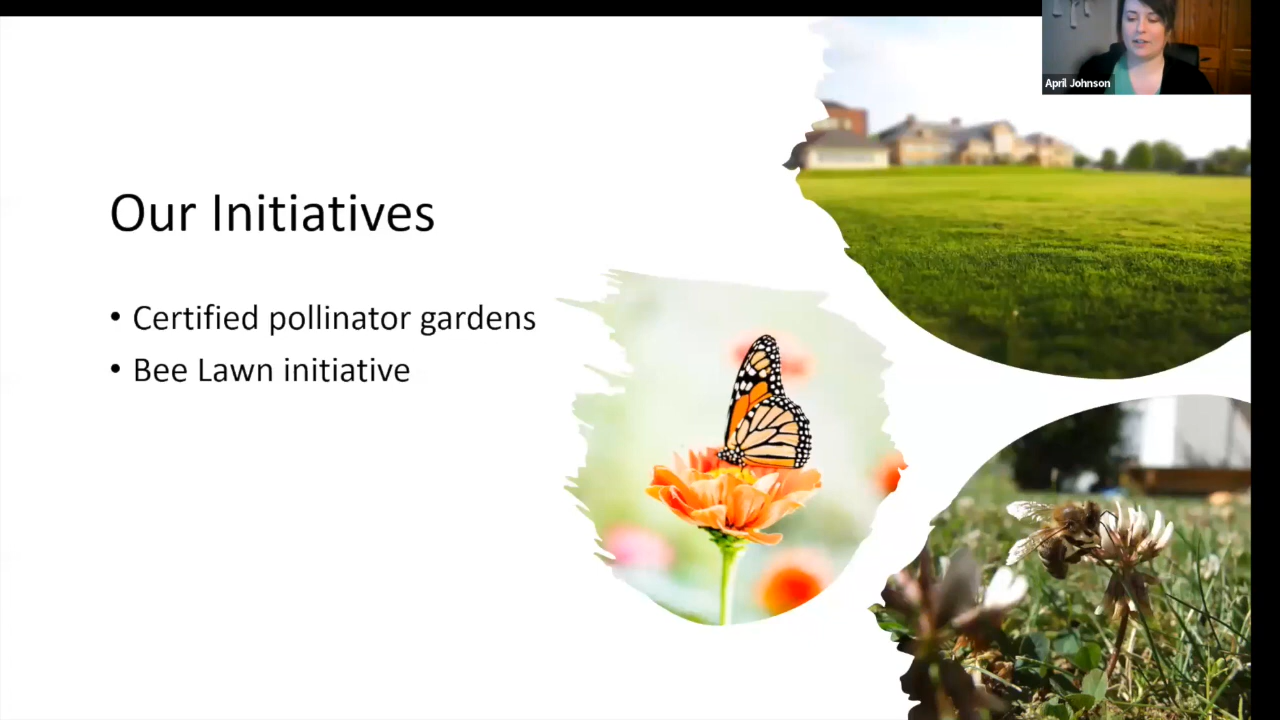 April Johnson
Our Initiatives
• Certified pollinator gardens
• Bee Lawn initiative